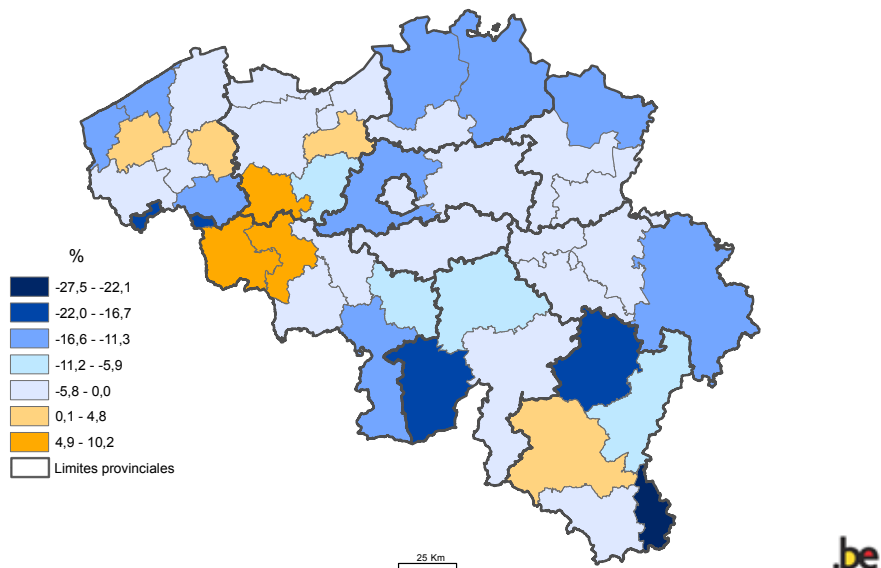 %
-27,5 - -22,1
-22,0 - -16,7
-16,6 - -11,3
-11,2 - -5,9
-5,8 - 0,0
0,1 - 4,8
4,9 - 10,2
Limites provinciales
25 Km
.be